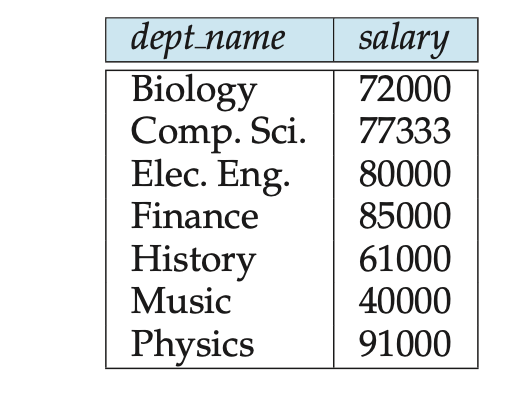 dept_name salary
Biology 72000
Comp. Sci. 77333
Elec. Eng. 80000
Finance 85000
History 61000
Music 40000
Physics 91000